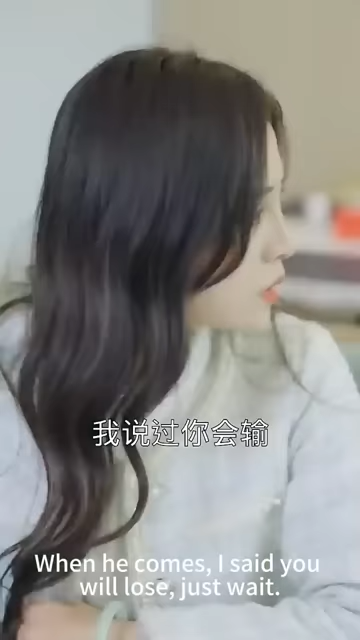 我说过你会输
When he comes, I said you
will lose, just wait.